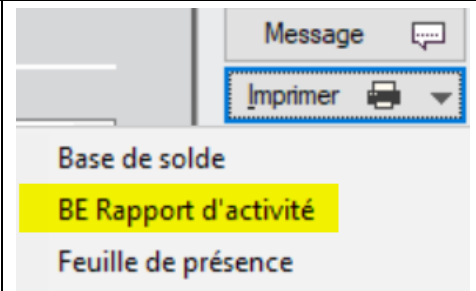 Message
Imprimer
Base de solde
BE Rapport d'activité
Feuille de présence